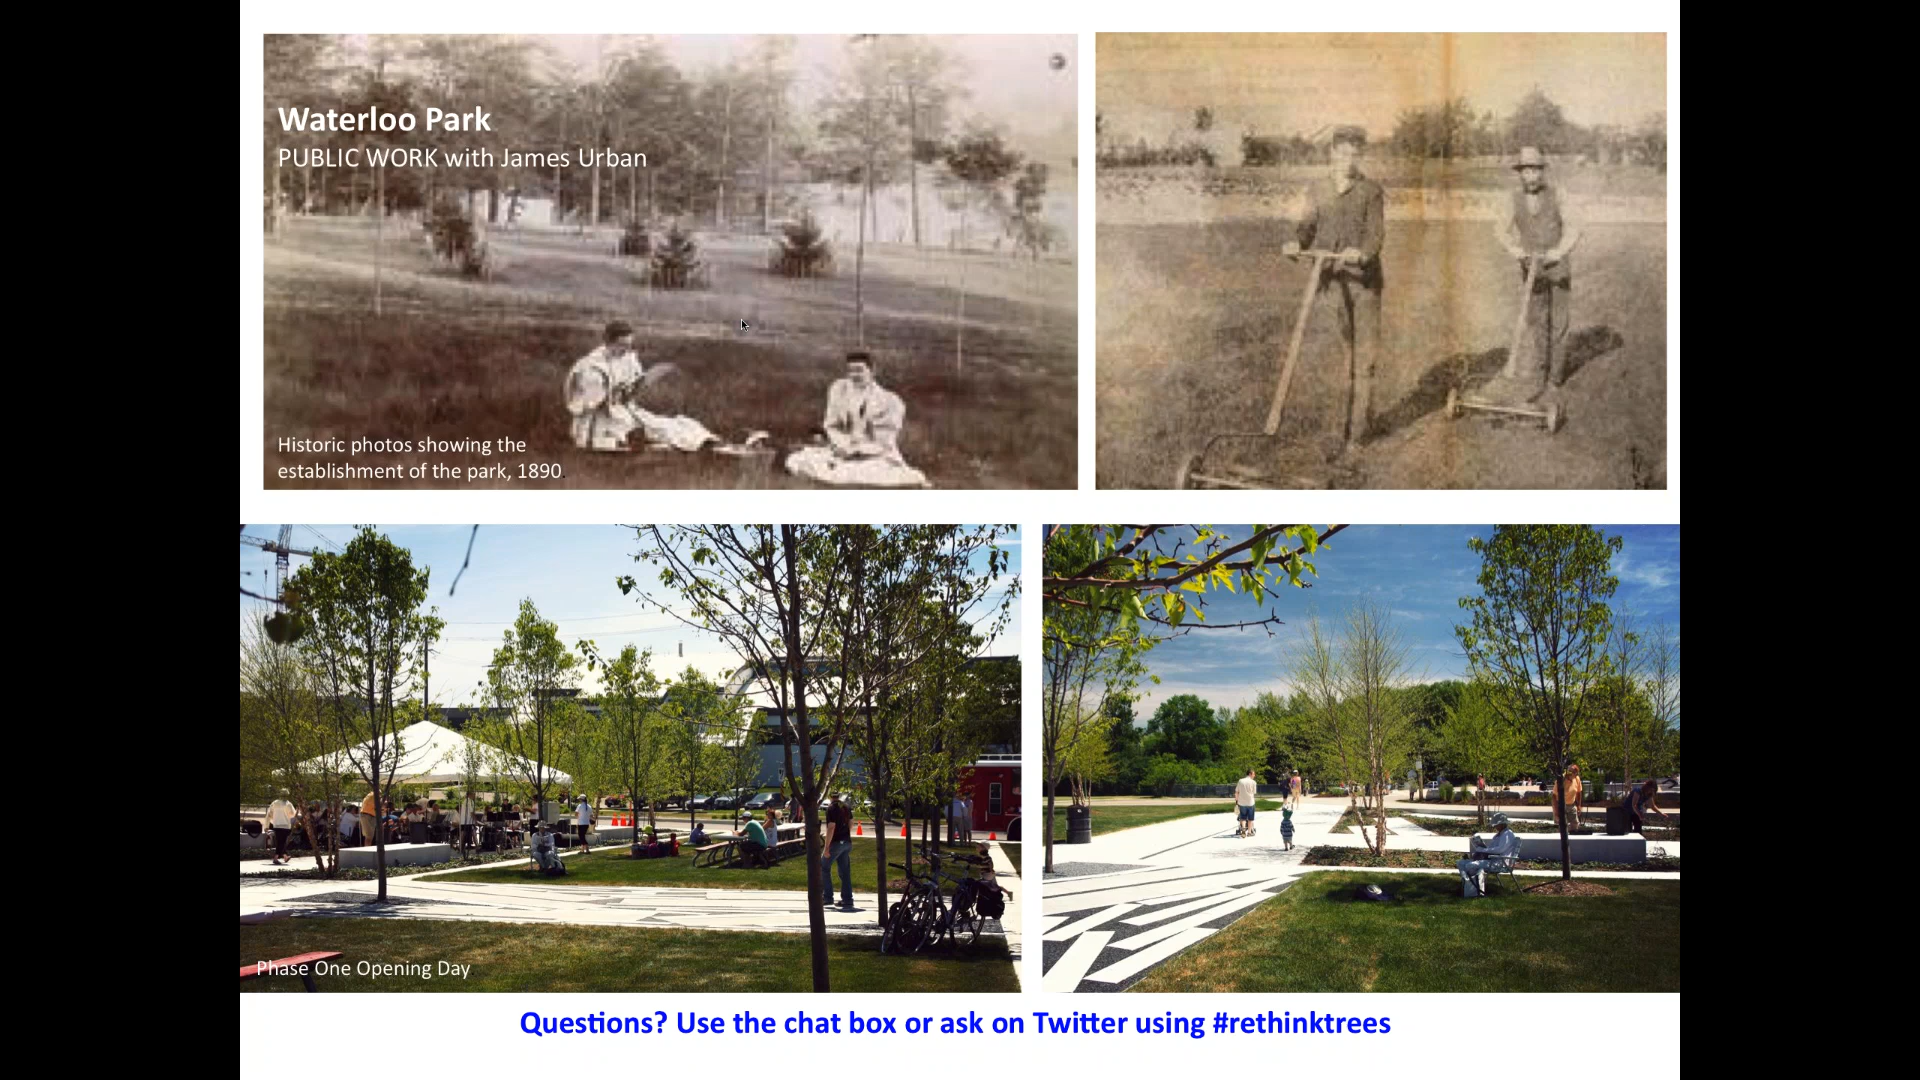 Waterloo Park
PUBLIC WORK with James Urban
Historic photos showing the
establishment of the park, 1890.
Phase One Opening Day
Questions? Use the chat box or ask on Twitter using #rethinktrees